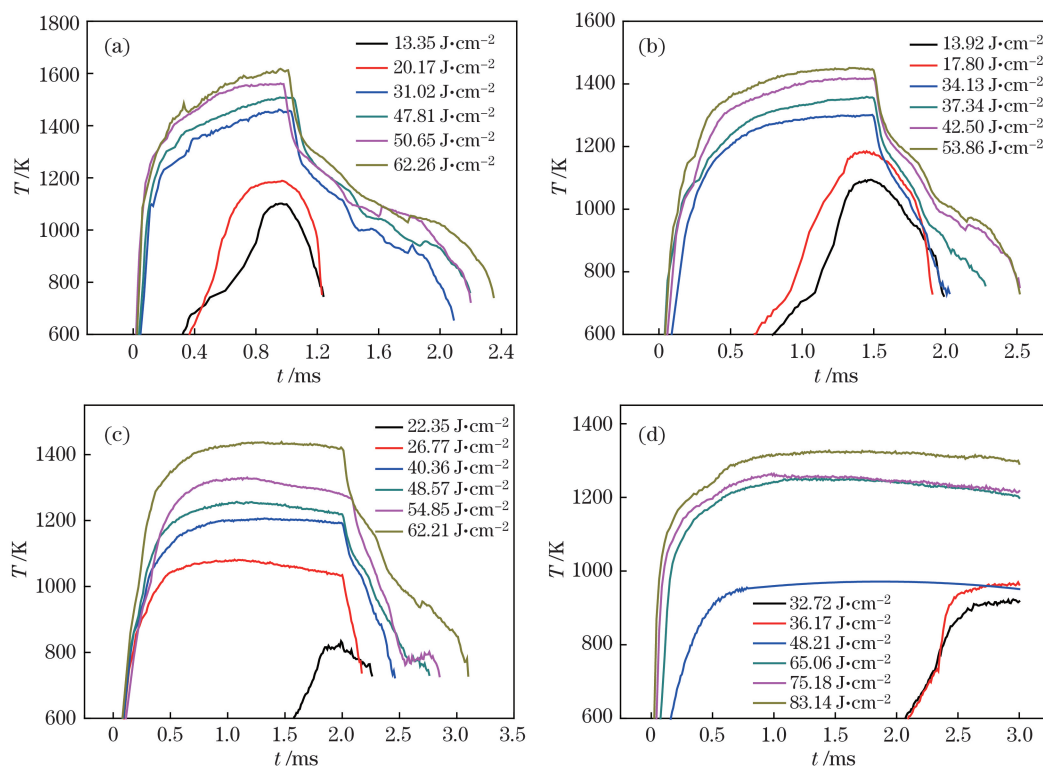 (a)
13.35 J•cm⁻²
20.17 J•cm⁻²
31.02 J•cm⁻²
47.81 J•cm⁻²
50.65 J•cm⁻²
62.26 J•cm⁻²
T /K
1800
1600
1400
1200
1000
800
600
0 0.4 0.8 1.2 1.6 2.0 2.4
t /ms
(b)
13.92 J•cm⁻²
17.80 J•cm⁻²
34.13 J•cm⁻²
37.34 J•cm⁻²
42.50 J•cm⁻²
53.86 J•cm⁻²
T /K
1600
1400
1200
1000
800
600
0 0.5 1.0 1.5 2.0 2.5
t /ms
(c)
22.35 J•cm⁻²
26.77 J•cm⁻²
40.36 J•cm⁻²
48.57 J•cm⁻²
54.85 J•cm⁻²
62.21 J•cm⁻²
T /K
1400
1200
1000
800
600
0 0.5 1.0 1.5 2.0 2.5 3.0 3.5
t /ms
(d)
32.72 J•cm⁻²
36.17 J•cm⁻²
48.21 J•cm⁻²
65.06 J•cm⁻²
75.18 J•cm⁻²
83.14 J•cm⁻²
T /K
1400
1200
1000
800
600
0 0.5 1.0 1.5 2.0 2.5 3.0
t /ms